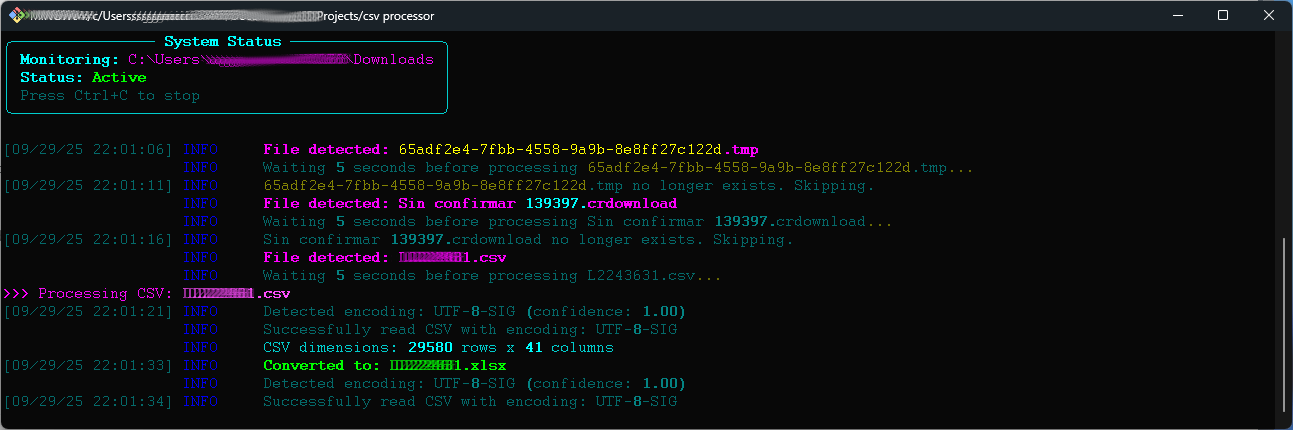 /c/Users/ Projects/csv processor
System Status
Monitoring: C:\Users\ \Downloads
Status: Active
Press Ctrl+C to stop
[09/29/25 22:01:06] INFO File detected: 65adf2e4-7fbb-4558-9a9b-8e8ff27c122d.tmp
INFO Waiting 5 seconds before processing 65adf2e4-7fbb-4558-9a9b-8e8ff27c122d.tmp...
[09/29/25 22:01:11] INFO 65adf2e4-7fbb-4558-9a9b-8e8ff27c122d.tmp no longer exists. Skipping.
INFO File detected: Sin confirmar 139397.crdownload
INFO Waiting 5 seconds before processing Sin confirmar 139397.crdownload...
[09/29/25 22:01:16] INFO Sin confirmar 139397.crdownload no longer exists. Skipping.
INFO File detected: .csv
INFO Waiting 5 seconds before processing L2243631.csv...
>>> Processing CSV: .csv
[09/29/25 22:01:21] INFO Detected encoding: UTF-8-SIG (confidence: 1.00)
INFO Successfully read CSV with encoding: UTF-8-SIG
INFO CSV dimensions: 29580 rows x 41 columns
[09/29/25 22:01:33] INFO Converted to: .xlsx
INFO Detected encoding: UTF-8-SIG (confidence: 1.00)
[09/29/25 22:01:34] INFO Successfully read CSV with encoding: UTF-8-SIG